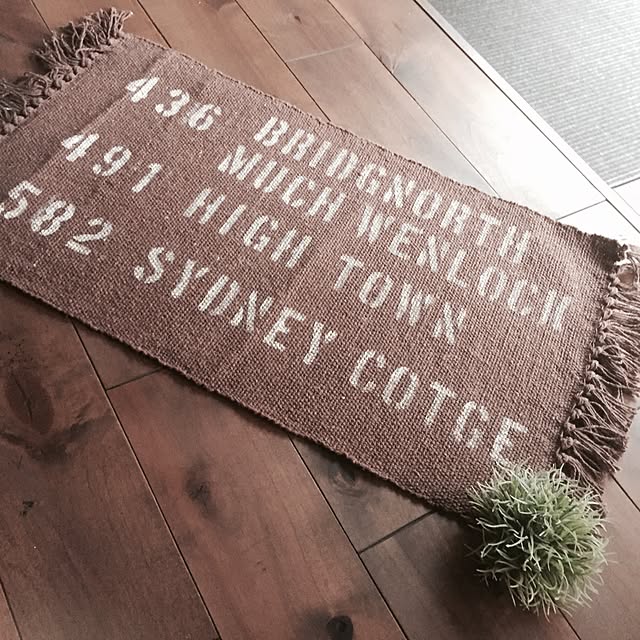 436 BRIDGNORTH
MUCH WENLOCK
491 HIGH TOWN
582 SYDNEY COTGE